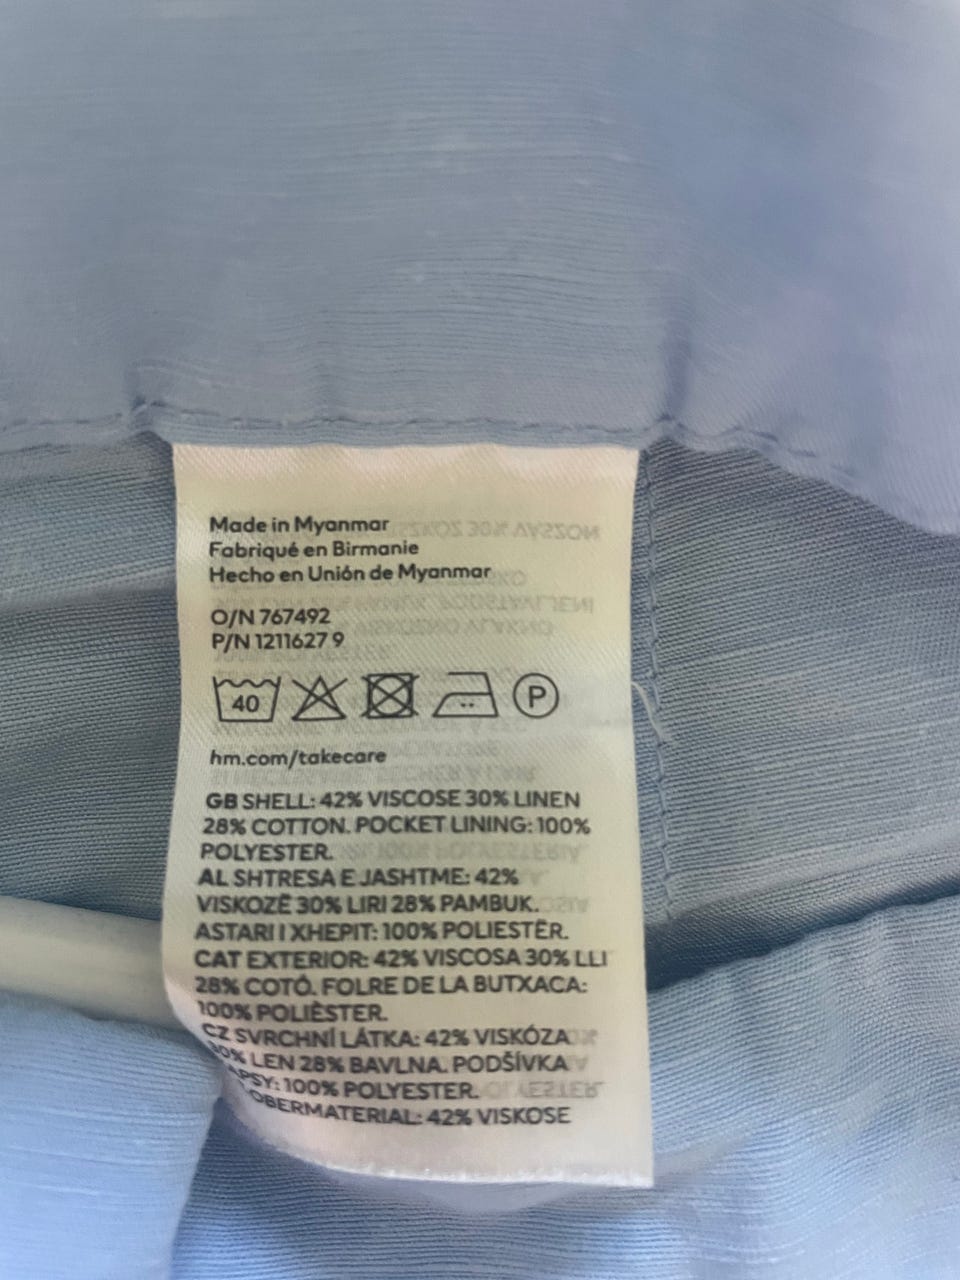 Made in Myanmar
Fabriqué en Birmanie
Hecho en Unión de Myanmar
O/N 767492
P/N 1211627 9
40 P
hm.com/takecare
GB SHELL: 42% VISCOSE 30% LINEN
28% COTTON. POCKET LINING: 100%
POLYESTER.
AL SHTRESA E JASHTME: 42%
VISKOZË 30% LIRI 28% PAMBUK.
ASTARI I XHEPIT: 100% POLIESTËR.
CAT EXTERIOR: 42% VISCOSA 30% LLI
28% COTÓ. FOLRE DE LA BUTXACA:
100% POLIÈSTER.
CZ SVRCHNÍ LÁTKA: 42% VISKÓZA
30% LEN 28% BAVLNA. PODŠÍVKA
APSY: 100% POLYESTER.
OBERMATERIAL: 42% VISKOSE